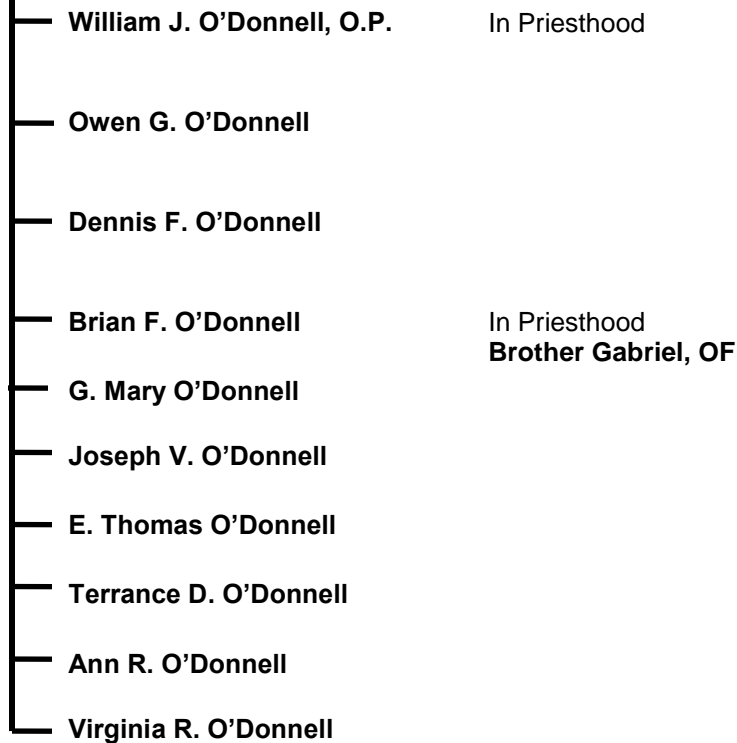 William J. O’Donnell, O.P. In Priesthood
Owen G. O’Donnell
Dennis F. O’Donnell
Brian F. O’Donnell In Priesthood
Brother Gabriel, OF
G. Mary O’Donnell
Joseph V. O’Donnell
E. Thomas O’Donnell
Terrance D. O’Donnell
Ann R. O’Donnell
Virginia R. O’Donnell